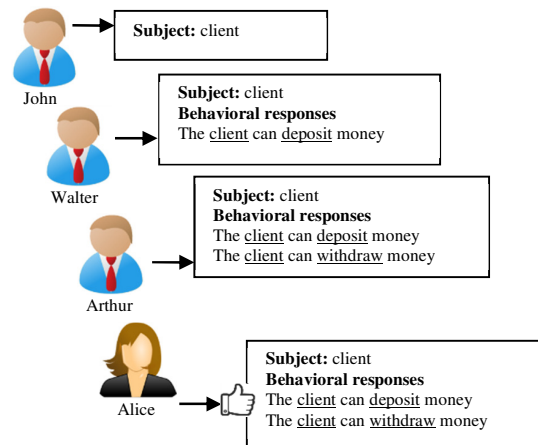 Subject: client
John
Subject: client
Behavioral responses
The client can deposit money
Walter
Subject: client
Behavioral responses
The client can deposit money
The client can withdraw money
Arthur
Subject: client
Behavioral responses
The client can deposit money
The client can withdraw money
Alice